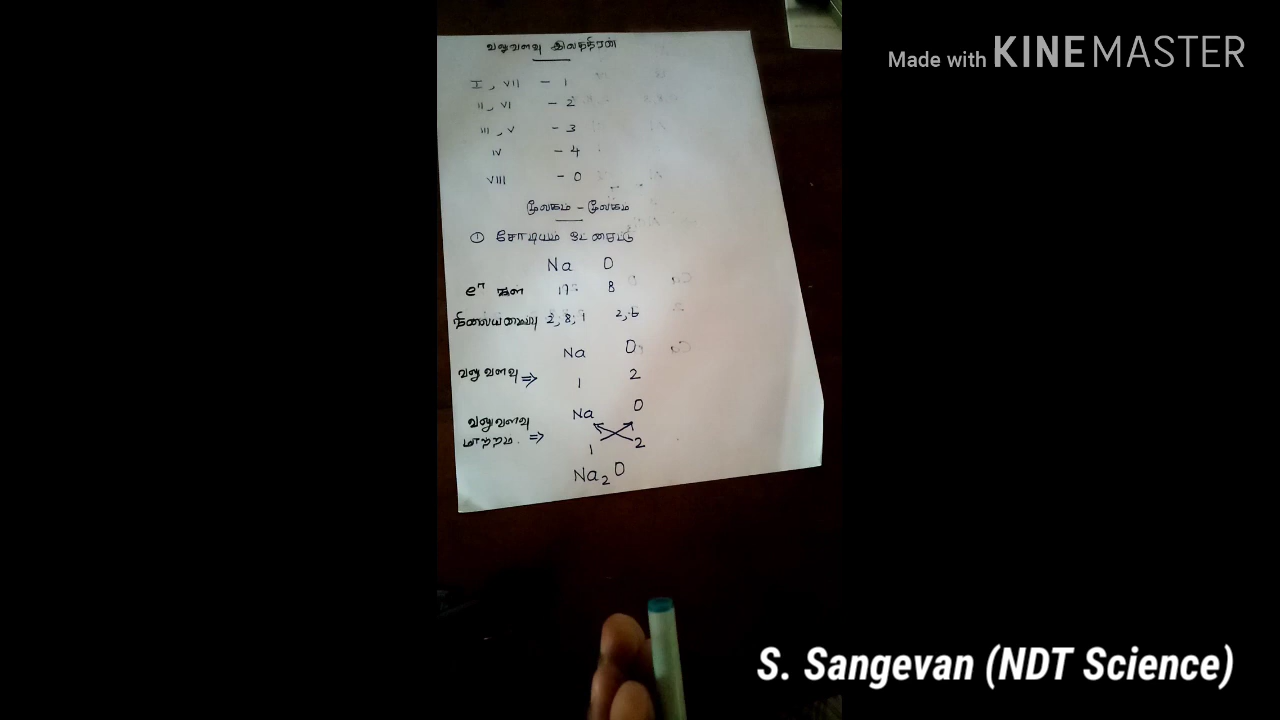 Made with KINEMASTER
வலுவளவு இலத்திரன்
I, VII - 1
II, VI - 2
III, V - 3
IV - 4
VIII - 0
மூலகம் - மூலகம்
① சோடியம் ஒட்சைட்டு
Na O
e⁻ கள் 11 8
நிலையமைப்பு 2, 8, 1 2, 6
Na O
வலுவளவு ⇒ 1 2
Na O
வலுவளவு
மாற்றம் ⇒ 1 2
Na₂O
S. Sangevan (NDT Science)